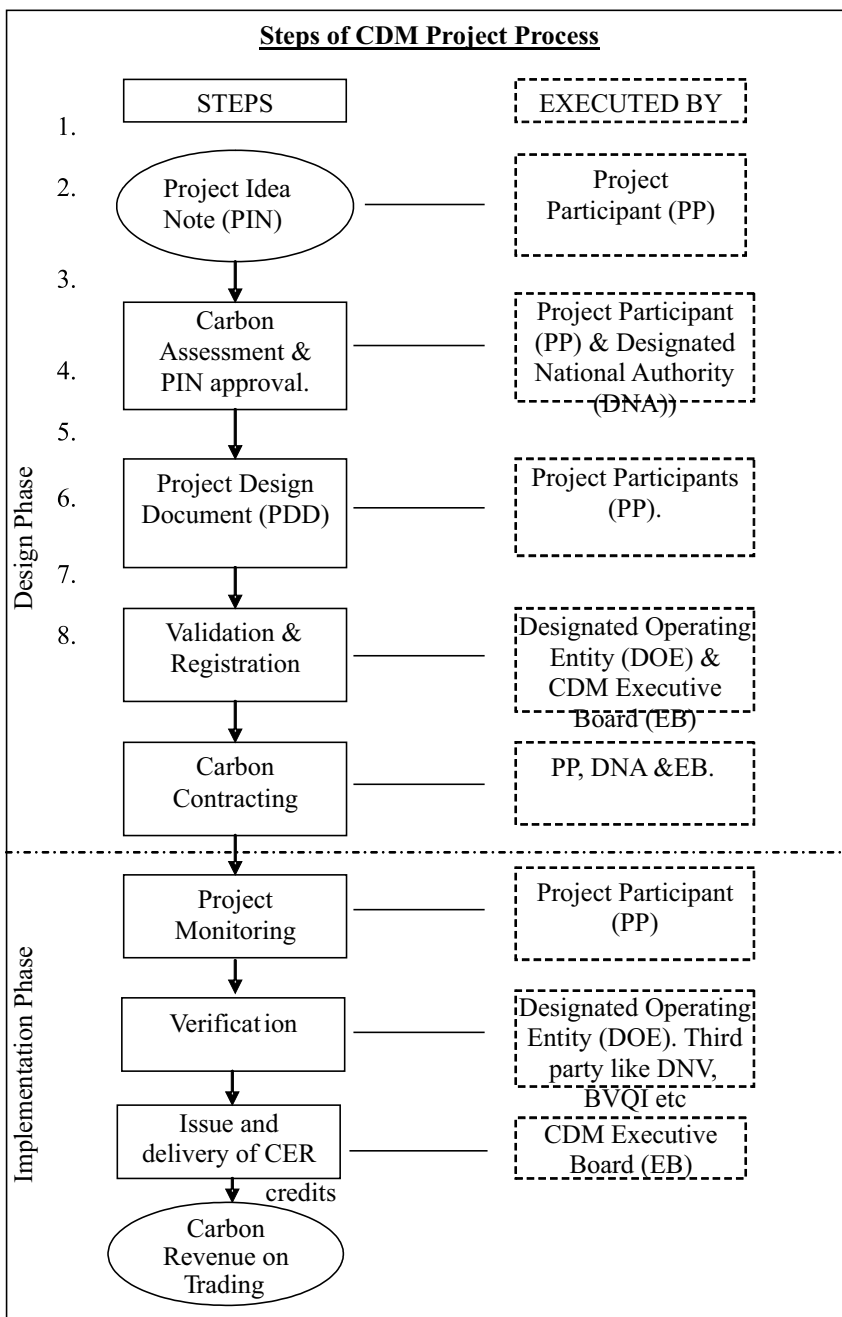 Steps of CDM Project Process
STEPS
EXECUTED BY
1.
2.
Project Idea
Note (PIN)
Project
Participant (PP)
3.
Carbon
Assessment &
PIN approval.
Project Participant
(PP) & Designated
National Authority
(DNA))
4.
5.
Project Design
Document (PDD)
Project Participants
(PP).
6.
7.
8.
Validation &
Registration
Designated Operating
Entity (DOE) &
CDM Executive
Board (EB)
Carbon
Contracting
PP, DNA &EB.
Design Phase
Project
Monitoring
Project Participant
(PP)
Verification
Designated Operating
Entity (DOE). Third
party like DNV,
BVQI etc
Issue and
delivery of CER
credits
CDM Executive
Board (EB)
Carbon
Revenue on
Trading
Implementation Phase